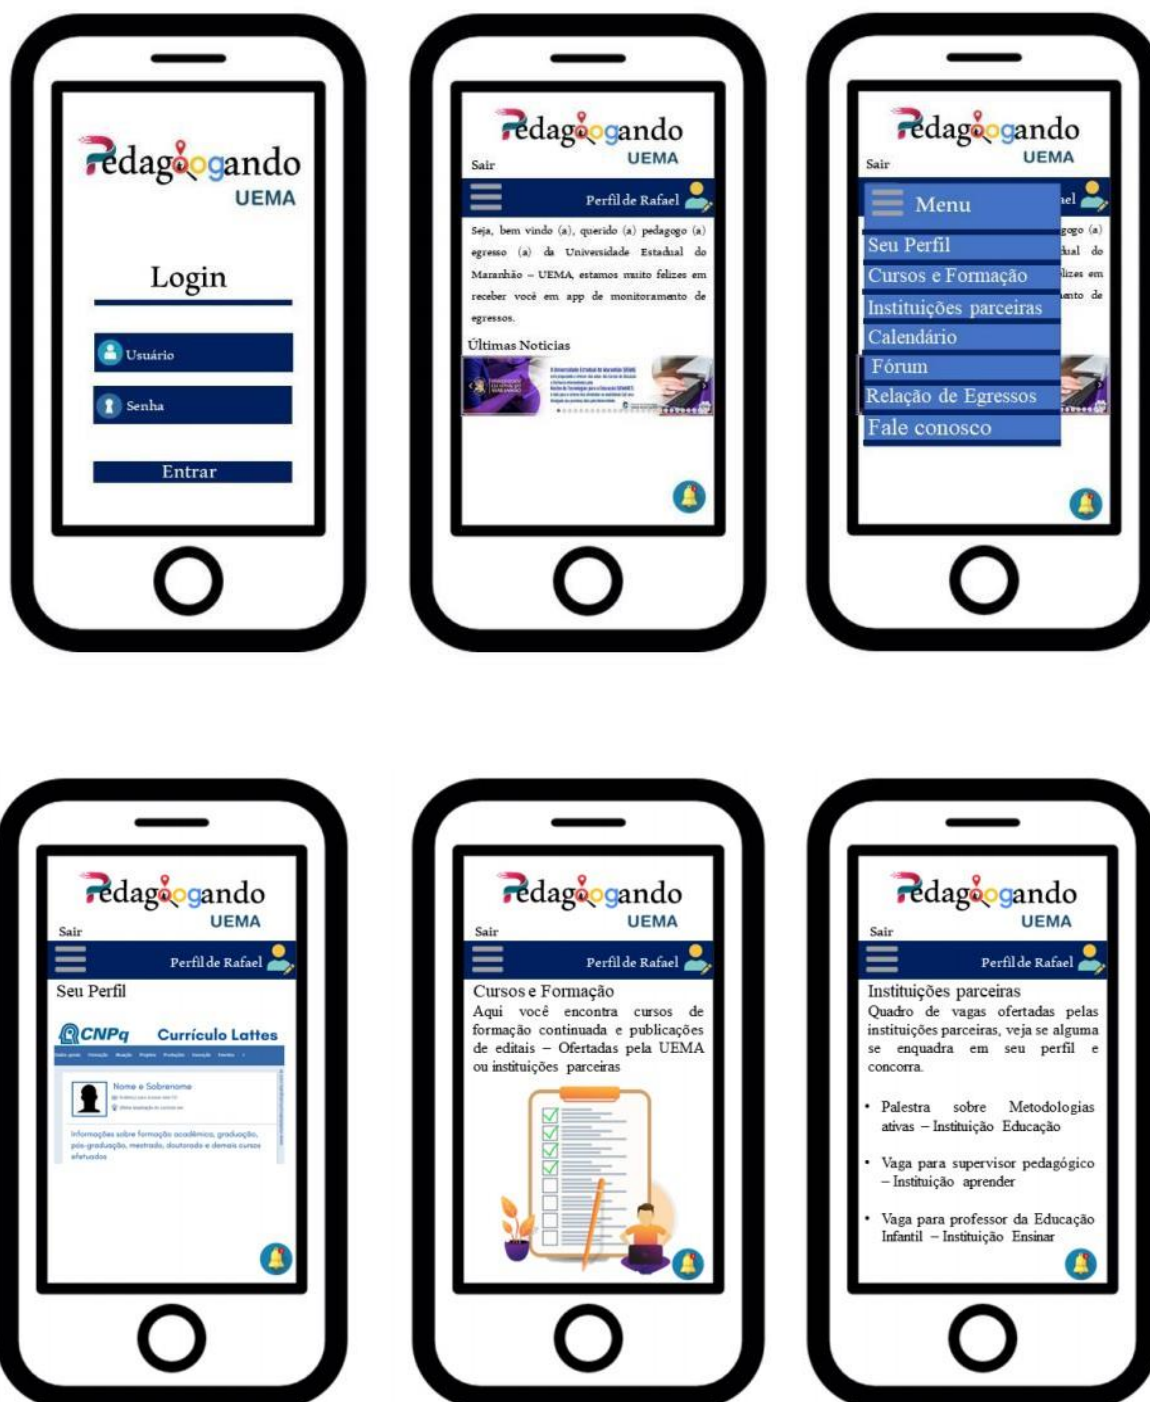 Pedagoogando
UEMA
Login
Usuário
Senha
Entrar
Pedagoogando
UEMA
Sair
Perfil de Rafael
Seja, bem vindo (a), querido (a) pedagogo (a)
egresso (a) da Universidade Estadual do
Maranhão – UEMA, estamos muito felizes em
receber você em app de monitoramento de
egressos.
Últimas Noticias
Pedagoogando
UEMA
Sair
Menu
ael
Seu Perfil
gogo (a)
Cursos e Formação
Instituições parceiras
Calendário
Fórum
Relação de Egressos
Fale conosco
Pedagoogando
UEMA
Sair
Perfil de Rafael
Seu Perfil
CNPq Currículo Lattes
Nome e Sobrenome
Informações sobre formação acadêmica, graduação,
pós-graduação, mestrado, doutorado e demais cursos
efetuados
Pedagoogando
UEMA
Sair
Perfil de Rafael
Cursos e Formação
Aqui você encontra cursos de
formação continuada e publicações
de editais – Ofertadas pela UEMA
ou instituições parceiras
Pedagoogando
UEMA
Sair
Perfil de Rafael
Instituições parceiras
Quadro de vagas ofertadas pelas
instituições parceiras, veja se alguma
se enquadra em seu perfil e
concorra.
• Palestra sobre Metodologias
ativas – Instituição Educação
• Vaga para supervisor pedagógico
– Instituição aprender
• Vaga para professor da Educação
Infantil – Instituição Ensinar